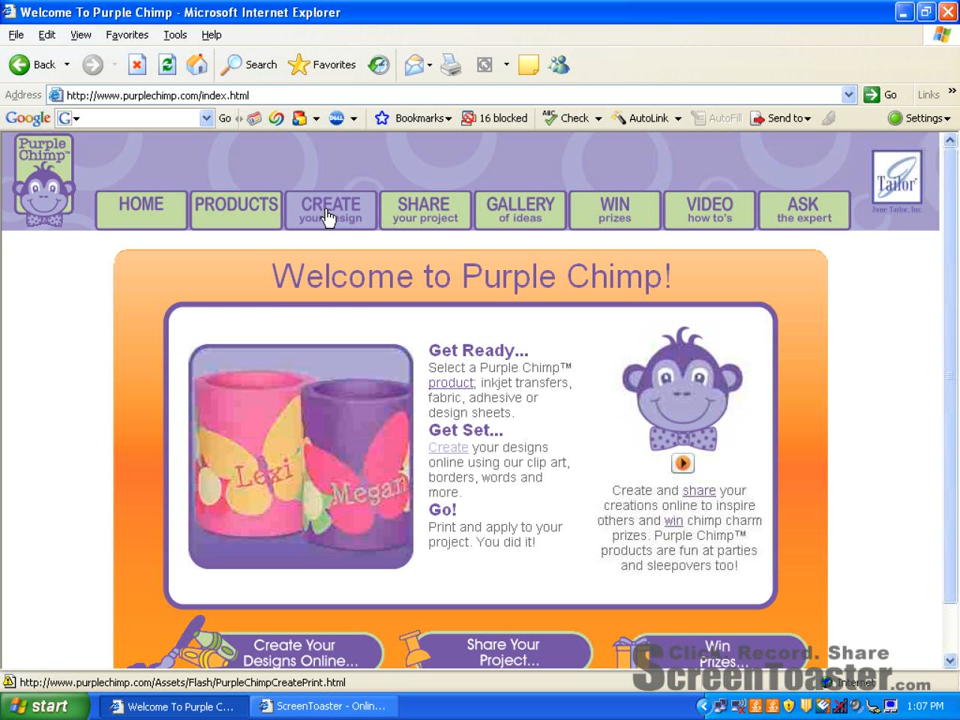 Welcome To Purple Chimp - Microsoft Internet Explorer
File Edit View Favorites Tools Help
Back Search Favorites
Address http://www.purplechimp.com/index.html Go Links »
Google G Go Bookmarks 16 blocked Check AutoLink AutoFill Send to Settings
Purple Chimp™
Tailor®
Jane Tailor, Inc.
HOME PRODUCTS CREATE SHARE GALLERY WIN VIDEO ASK
your design your project of ideas prizes how to's the expert
Welcome to Purple Chimp!
Get Ready...
Select a Purple Chimp™
product, inkjet transfers,
fabric, adhesive or
design sheets.
Get Set...
Create your designs
online using our clip art,
borders, words and
more.
Go!
Print and apply to your
project. You did it!
Lexi
Megan
Create and share your
creations online to inspire
others and win chimp charm
prizes. Purple Chimp™
products are fun at parties
and sleepovers too!
Create Your
Designs Online...
Share Your
Project...
Win
Prizes...
Click. Record. Share
ScreenToaster.com
http://www.purplechimp.com/Assets/Flash/PurpleChimpCreatePrint.html Internet
start Welcome To Purple C... ScreenToaster - Onlin... 1:07 PM